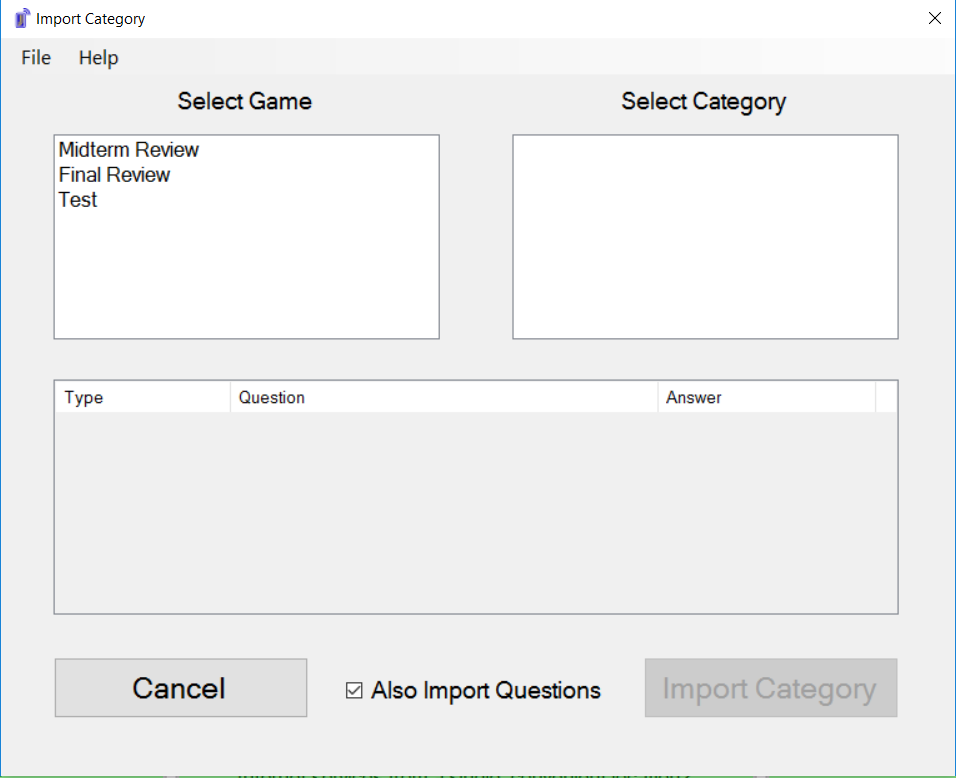 Import Category
File Help
Select Game Select Category
Midterm Review
Final Review
Test
Type Question Answer
Cancel Also Import Questions Import Category